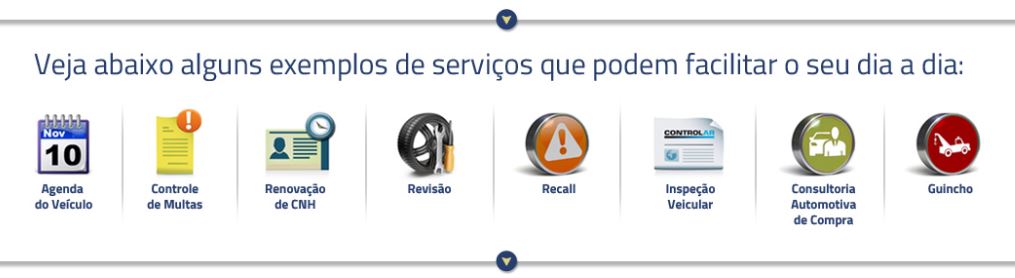 Veja abaixo alguns exemplos de serviços que podem facilitar o seu dia a dia:
Nov
10
Agenda
do Veículo
Controle
de Multas
Renovação
de CNH
Revisão
Recall
CONTROLAR
Inspeção
Veicular
Consultoria
Automotiva
de Compra
Guincho